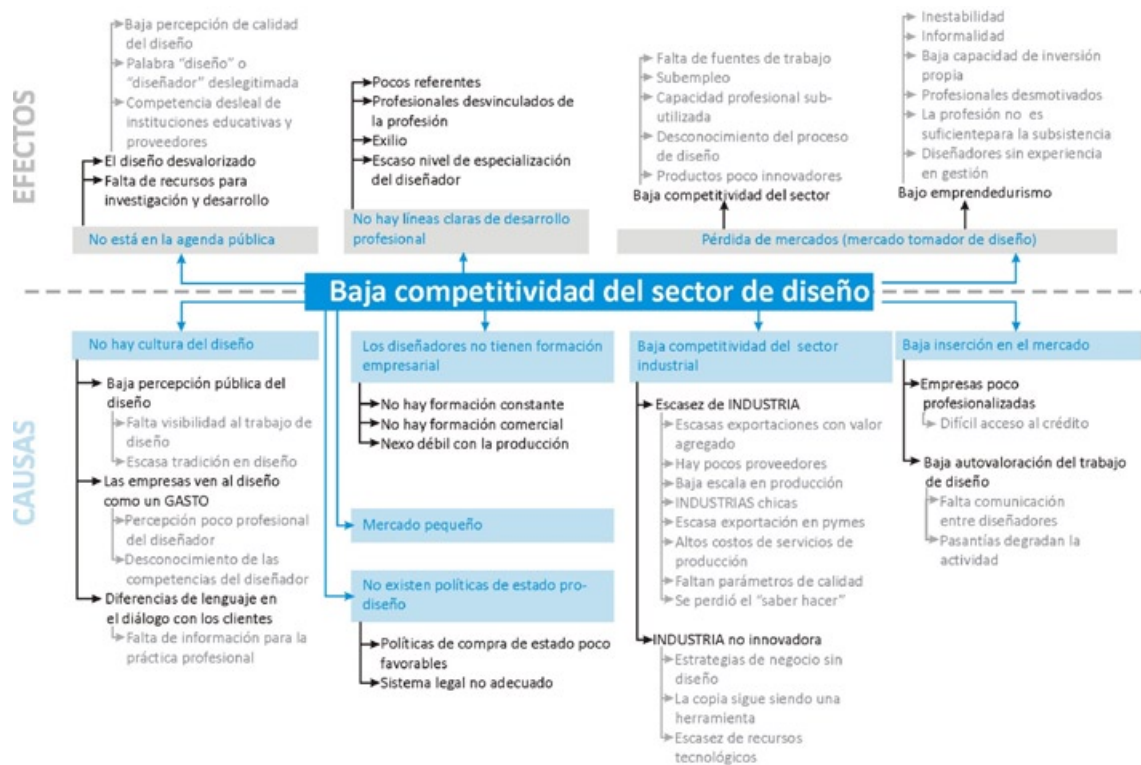 EFECTOS
Baja percepción de calidad
del diseño
Palabra “diseño” o
“diseñador” deslegitimada
Competencia desleal de
instituciones educativas y
proveedores
El diseño desvalorizado
Falta de recursos para
investigación y desarrollo
No está en la agenda pública
Pocos referentes
Profesionales desvinculados de
la profesión
Exilio
Escaso nivel de especialización
del diseñador
No hay líneas claras de desarrollo
profesional
Falta de fuentes de trabajo
Subempleo
Capacidad profesional sub-
utilizada
Desconocimiento del proceso
de diseño
Productos poco innovadores
Baja competitividad del sector
Inestabilidad
Informalidad
Baja capacidad de inversión
propia
Profesionales desmotivados
La profesión no es
suficientepara la subsistencia
Diseñadores sin experiencia
en gestión
Bajo emprendedurismo
Pérdida de mercados (mercado tomador de diseño)
Baja competitividad del sector de diseño
CAUSAS
No hay cultura del diseño
Baja percepción pública del
diseño
Falta visibilidad al trabajo de
diseño
Escasa tradición en diseño
Las empresas ven al diseño
como un GASTO
Percepción poco profesional
del diseñador
Desconocimiento de las
competencias del diseñador
Diferencias de lenguaje en
el diálogo con los clientes
Falta de información para la
práctica profesional
Los diseñadores no tienen formación
empresarial
No hay formación constante
No hay formación comercial
Nexo débil con la producción
Mercado pequeño
No existen políticas de estado pro-
diseño
Políticas de compra de estado poco
favorables
Sistema legal no adecuado
Baja competitividad del sector
industrial
Escasez de INDUSTRIA
Escasas exportaciones con valor
agregado
Hay pocos proveedores
Baja escala en producción
INDUSTRIAS chicas
Escasa exportación en pymes
Altos costos de servicios de
producción
Faltan parámetros de calidad
Se perdió el “saber hacer”
INDUSTRIA no innovadora
Estrategias de negocio sin
diseño
La copia sigue siendo una
herramienta
Escasez de recursos
tecnológicos
Baja inserción en el mercado
Empresas poco
profesionalizadas
Difícil acceso al crédito
Baja autovaloración del trabajo
de diseño
Falta comunicación
entre diseñadores
Pasantías degradan la
actividad